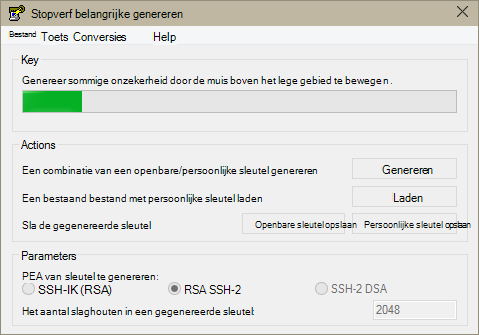 Stopverf belangrijke genereren
Bestand Toets Conversies Help
Key
Genereer sommige onzekerheid door de muis boven het lege gebied te bewegen .
Actions
Een combinatie van een openbare/persoonlijke sleutel genereren Genereren
Een bestaand bestand met persoonlijke sleutel laden Laden
Sla de gegenereerde sleutel Openbare sleutel opslaan Persoonlijke sleutel opslaan
Parameters
PEA van sleutel te genereren:
SSH-IK (RSA) RSA SSH-2 SSH-2 DSA
Het aantal slaghouten in een gegenereerde sleutel: 2048